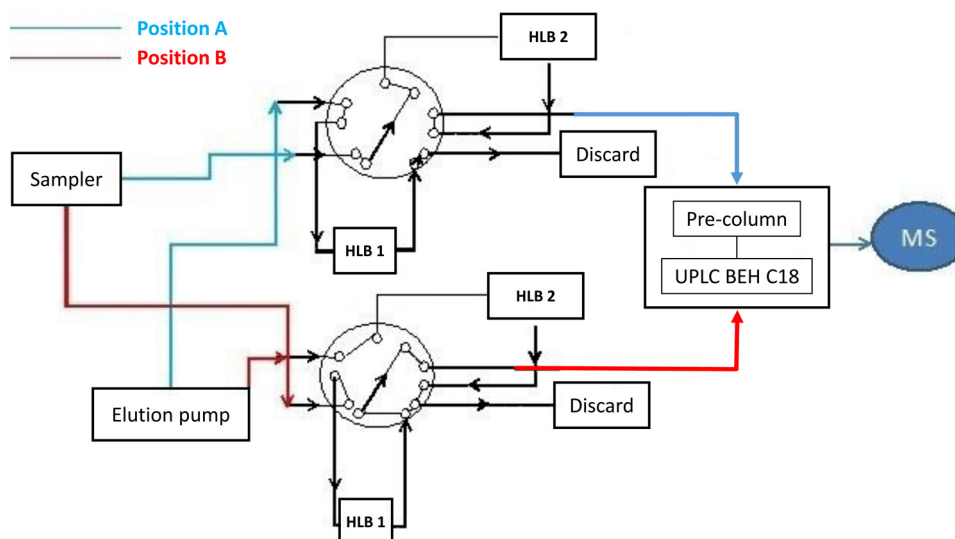 Position A
Position B
HLB 2
Sampler
Discard
HLB 1
Pre-column
UPLC BEH C18
MS
HLB 2
Elution pump
Discard
HLB 1